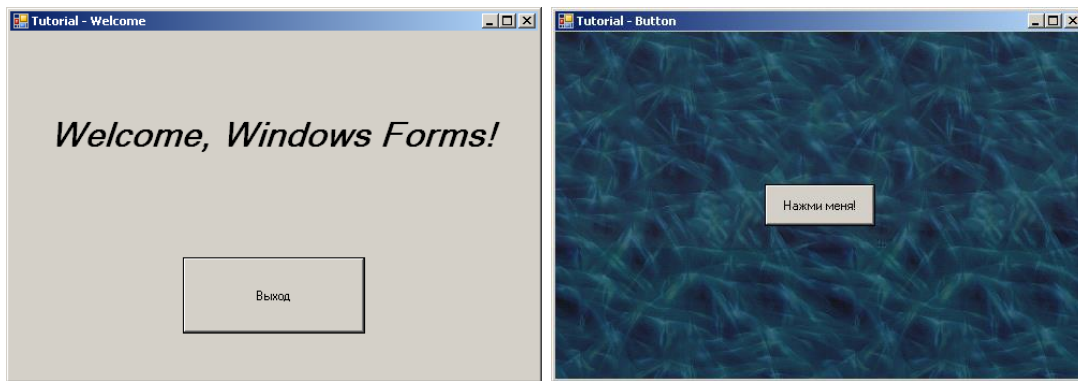 Tutorial - Welcome
Welcome, Windows Forms!
Выход
Tutorial - Button
Нажми меня!